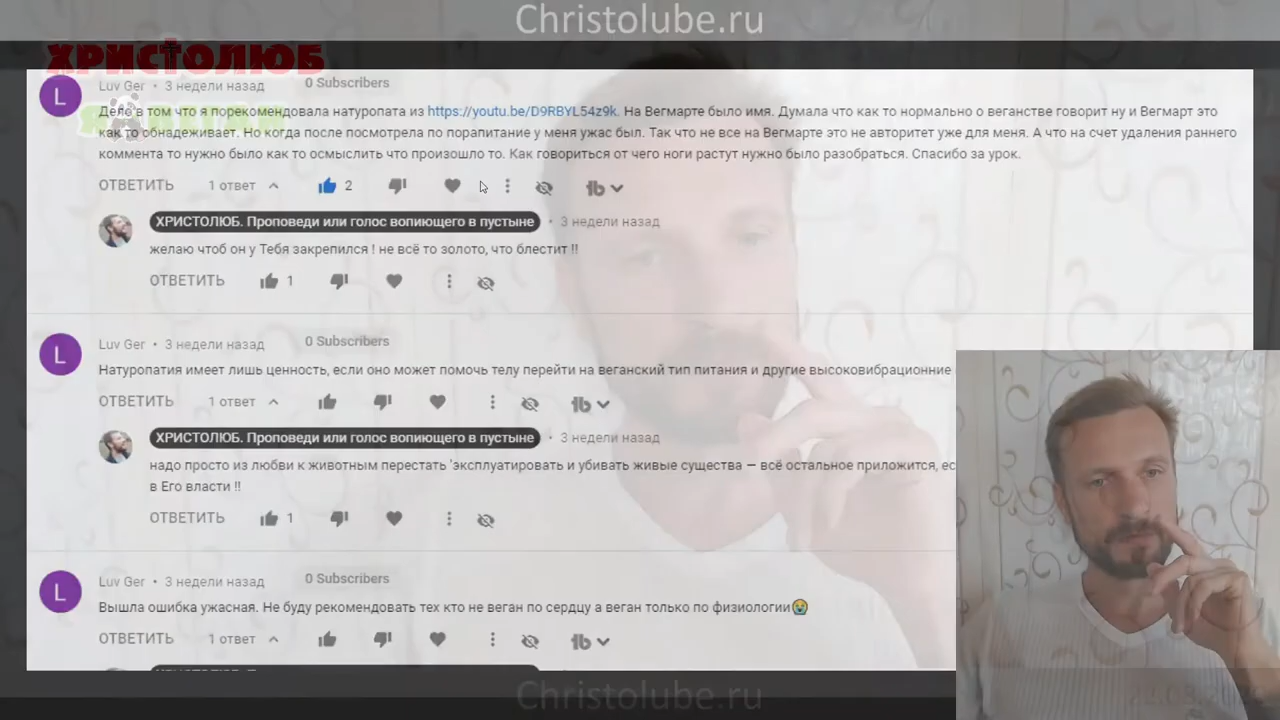 Christolube.ru
ХРИСТОЛЮБ
L
Luv Ger • 3 недели назад
0 Subscribers
Дело в том что я порекомендовала натуропата из https://youtu.be/D9RBYL54z9k. На Вегмарте было имя. Думала что как то нормально о веганстве говорит ну и Вегмарт это
как то обнадеживает. Но когда после посмотрела по порапитание у меня ужас был. Так что не все на Вегмарте это не авторитет уже для меня. А что на счет удаления раннего
коммента то нужно было как то осмыслить что произошло то. Как говориться от чего ноги растут нужно было разобраться. Спасибо за урок.
ОТВЕТИТЬ 1 ответ 2 tb
ХРИСТОЛЮБ. Проповеди или голос вопиющего в пустыне • 3 недели назад
желаю чтоб он у Тебя закрепился ! не всё то золото, что блестит !!
ОТВЕТИТЬ 1
L
Luv Ger • 3 недели назад
0 Subscribers
Натуропатия имеет лишь ценность, если оно может помочь телу перейти на веганский тип питания и другие высоковибрационние
ОТВЕТИТЬ 1 ответ tb
ХРИСТОЛЮБ. Проповеди или голос вопиющего в пустыне • 3 недели назад
надо просто из любви к животным перестать 'эксплуатировать и убивать живые существа — всё остальное приложится, ес
в Его власти !!
ОТВЕТИТЬ 1
L
Luv Ger • 3 недели назад
0 Subscribers
Вышла ошибка ужасная. Не буду рекомендовать тех кто не веган по сердцу а веган только по физиологии😭
ОТВЕТИТЬ 1 ответ tb
Christolube.ru